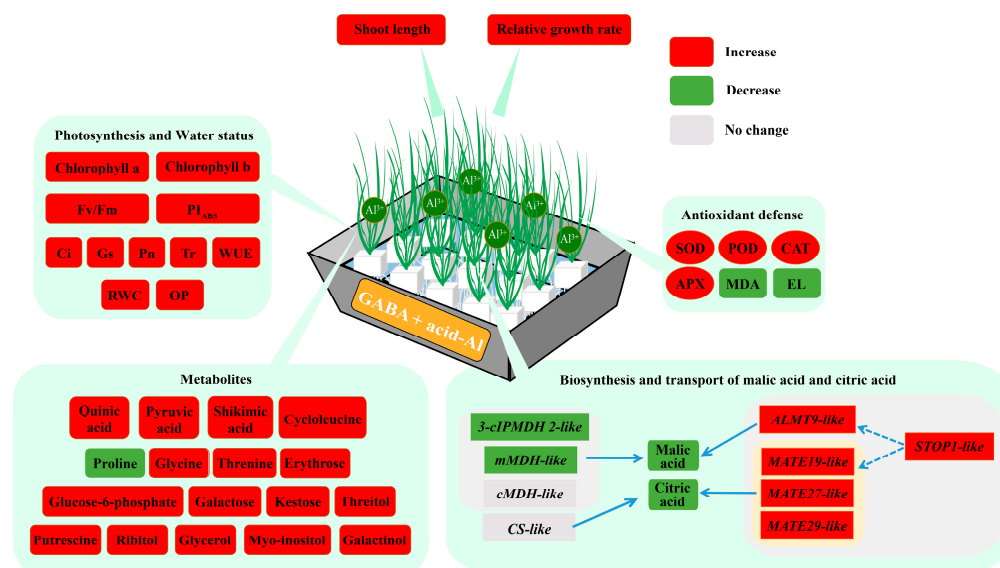 Shoot length
Relative growth rate
Increase
Decrease
No change
Photosynthesis and Water status
Chlorophyll a
Chlorophyll b
Fv/Fm
PI_ABS
Ci
Gs
Pn
Tr
WUE
RWC
OP
Al³⁺
Al³⁺
Al³⁺
Al³⁺
Al³⁺
Al³⁺
GABA + acid-Al
Antioxidant defense
SOD
POD
CAT
APX
MDA
EL
Metabolites
Quinic
acid
Pyruvic
acid
Shikimic
acid
Cycloleucine
Proline
Glycine
Threnine
Erythrose
Glucose-6-phosphate
Galactose
Kestose
Threitol
Putrescine
Ribitol
Glycerol
Myo-inositol
Galactinol
Biosynthesis and transport of malic acid and citric acid
3-cIPMDH 2-like
mMDH-like
cMDH-like
CS-like
Malic
acid
Citric
acid
ALMT9-like
MATE19-like
MATE27-like
MATE29-like
STOP1-like